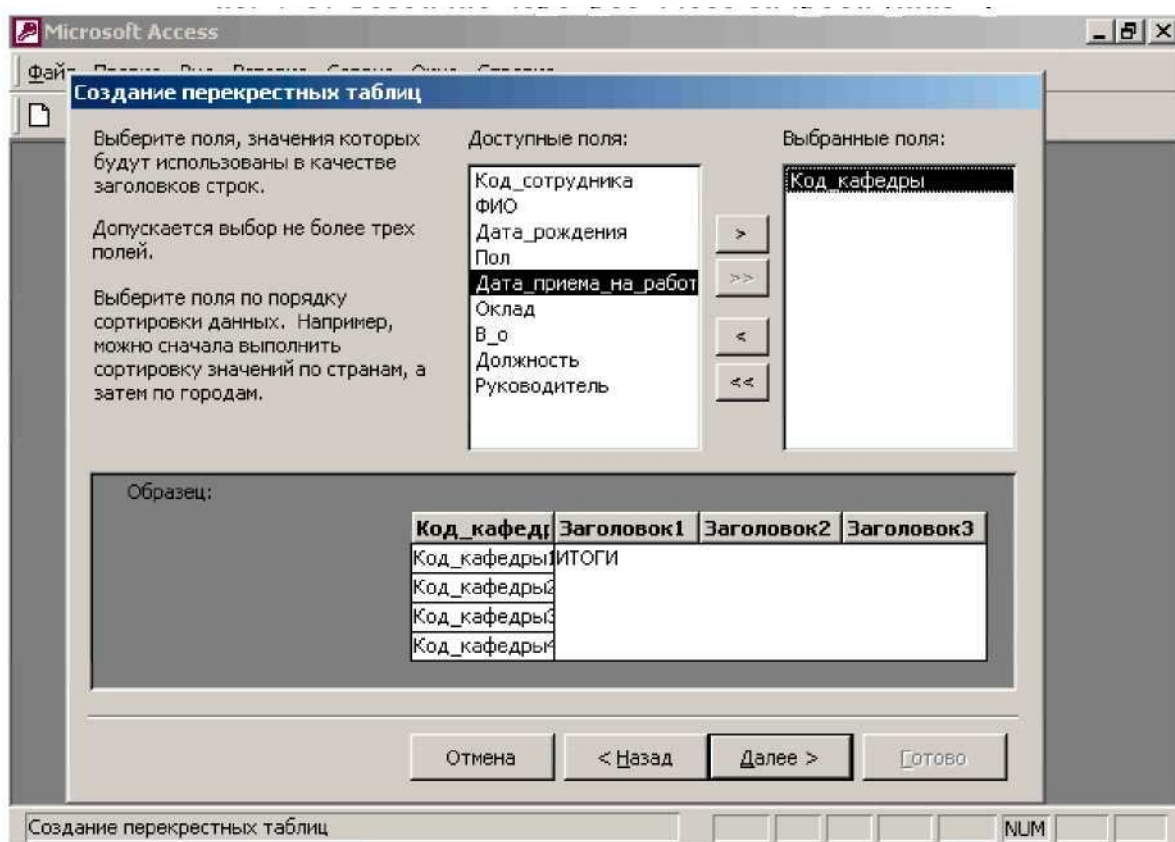 Microsoft Access
Создание перекрестных таблиц
Выберите поля, значения которых
будут использованы в качестве
заголовков строк.
Допускается выбор не более трех
полей.
Выберите поля по порядку
сортировки данных. Например,
можно сначала выполнить
сортировку значений по странам, а
затем по городам.
Доступные поля:
Код_сотрудника
ФИО
Дата_рождения
Пол
Дата_приема_на_работ
Оклад
В_о
Должность
Руководитель
>
>>
<
<<
Выбранные поля:
Код_кафедры
Образец:
Код_кафед Заголовок1 Заголовок2 Заголовок3
Код_кафедры1 ИТОГИ
Код_кафедры2
Код_кафедры3
Код_кафедры4
Отмена < Назад Далее > Готово
Создание перекрестных таблиц NUM